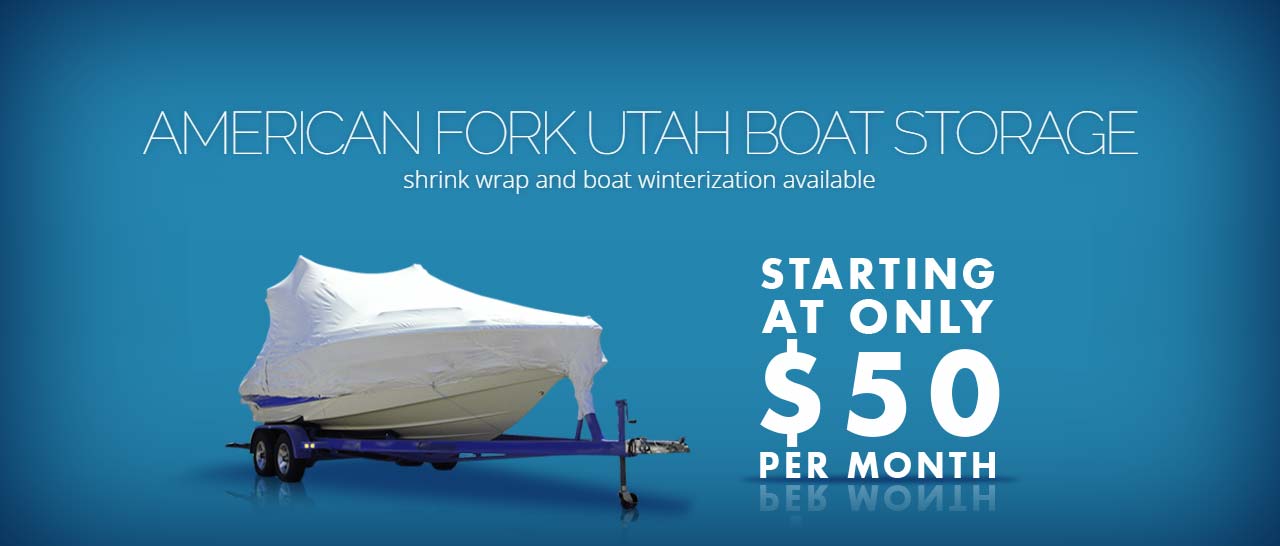 AMERICAN FORK UTAH BOAT STORAGE
shrink wrap and boat winterization available
STARTING
AT ONLY
$50
PER MONTH